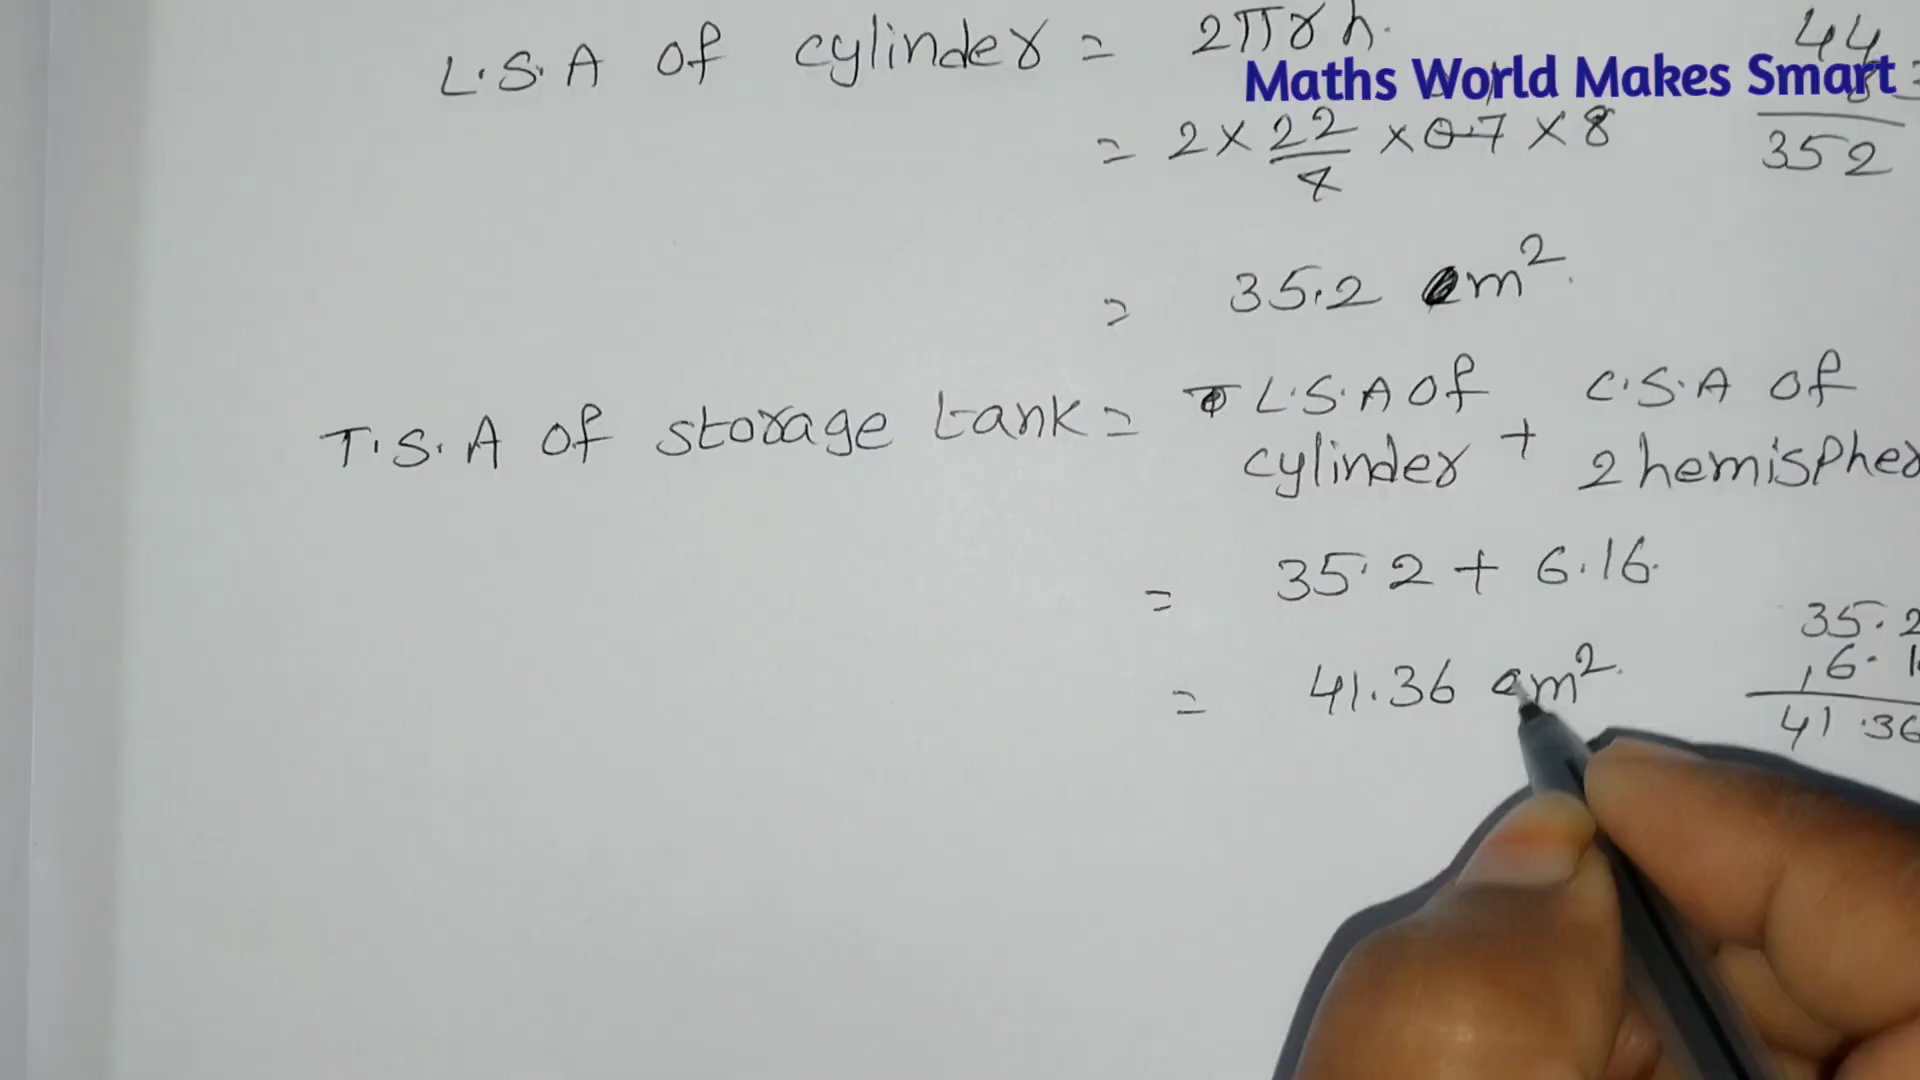 L.S.A of cylinder = 2πrh.
44
Maths World Makes Smart
= 2 × 22/7 × 0.7 × 8
352
= 35.2 m²
T.S.A of storage tank = L.S.A of cylinder + C.S.A of 2 hemispher
= 35.2 + 6.16.
35.2
6.1
= 41.36 cm²
41.36